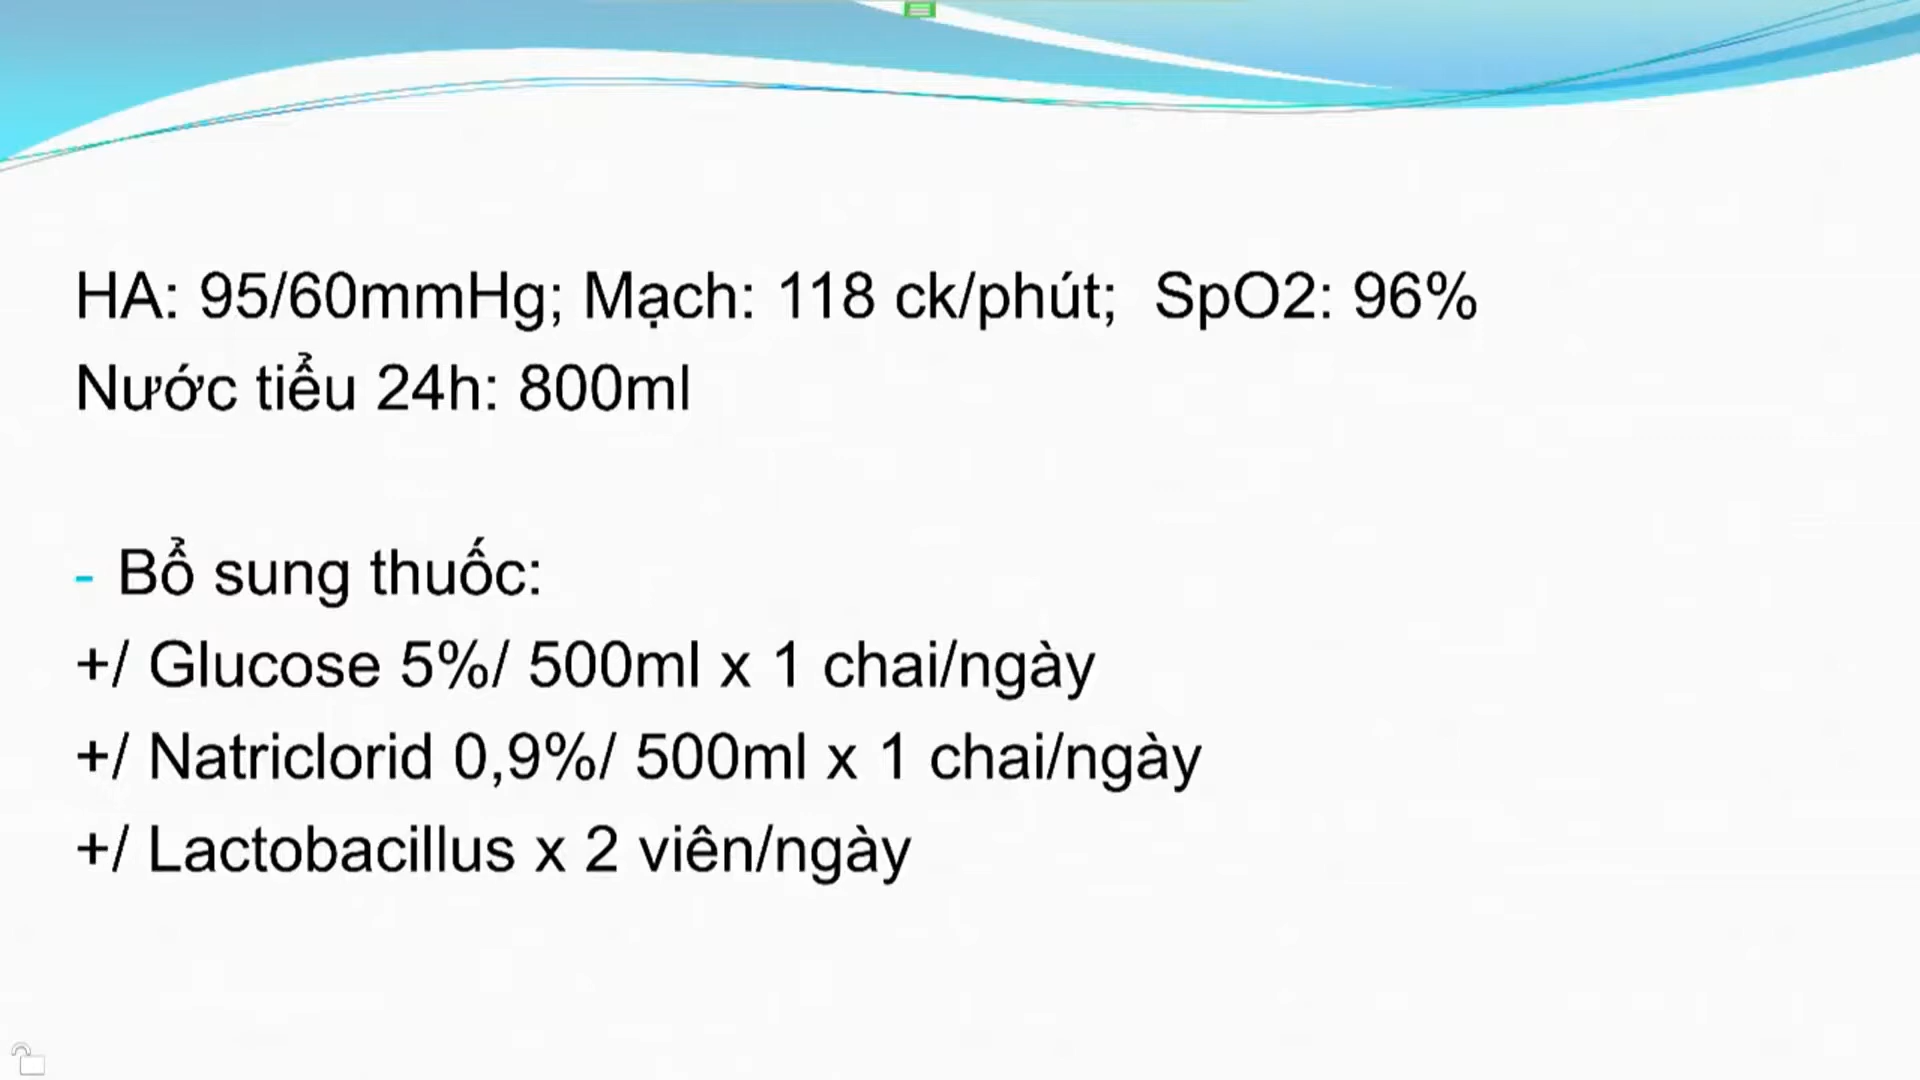 HA: 95/60mmHg; Mạch: 118 ck/phút;  SpO2: 96%
Nước tiểu 24h: 800ml
- Bổ sung thuốc:
+/ Glucose 5%/ 500ml x 1 chai/ngày
+/ Natriclorid 0,9%/ 500ml x 1 chai/ngày
+/ Lactobacillus x 2 viên/ngày